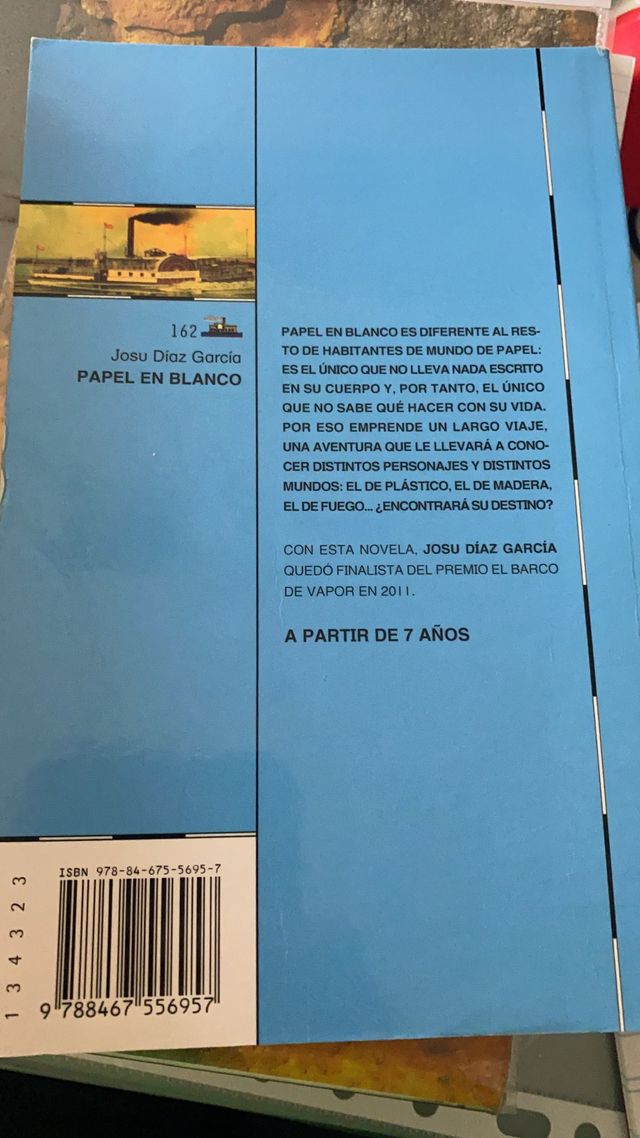 162
Josu Díaz García
PAPEL EN BLANCO
PAPEL EN BLANCO ES DIFERENTE AL RES-
TO DE HABITANTES DE MUNDO DE PAPEL:
ES EL ÚNICO QUE NO LLEVA NADA ESCRITO
EN SU CUERPO Y, POR TANTO, EL ÚNICO
QUE NO SABE QUÉ HACER CON SU VIDA.
POR ESO EMPRENDE UN LARGO VIAJE,
UNA AVENTURA QUE LE LLEVARÁ A CONO-
CER DISTINTOS PERSONAJES Y DISTINTOS
MUNDOS: EL DE PLÁSTICO, EL DE MADERA,
EL DE FUEGO... ¿ENCONTRARÁ SU DESTINO?
CON ESTA NOVELA, JOSU DÍAZ GARCÍA
QUEDÓ FINALISTA DEL PREMIO EL BARCO
DE VAPOR EN 2011.
A PARTIR DE 7 AÑOS
ISBN 978-84-675-5695-7
9 788467 556957
134323